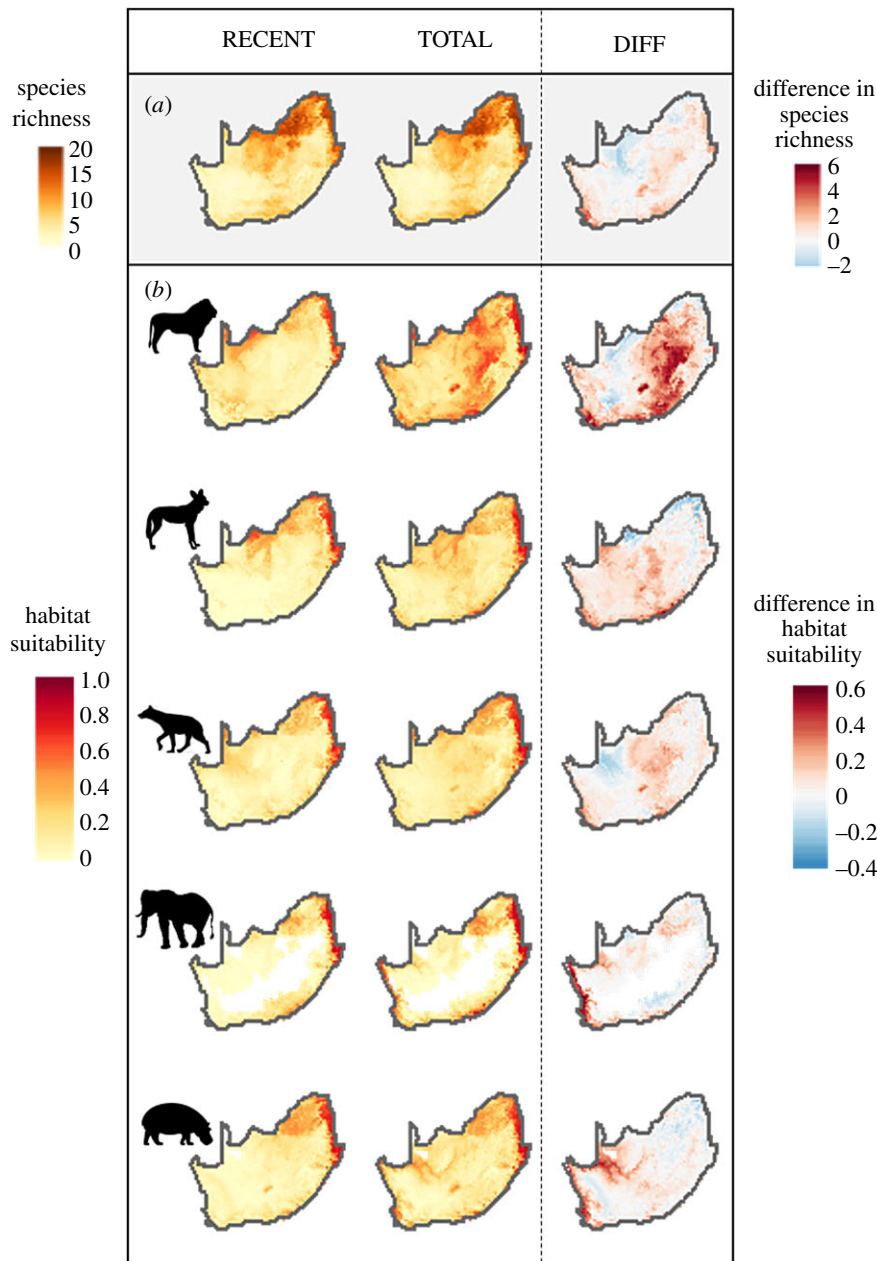 RECENT TOTAL DIFF
species
richness
20
15
10
5
0
(a)
difference in
species
richness
6
4
2
0
–2
(b)
habitat
suitability
1.0
0.8
0.6
0.4
0.2
0
difference in
habitat
suitability
0.6
0.4
0.2
0
–0.2
–0.4